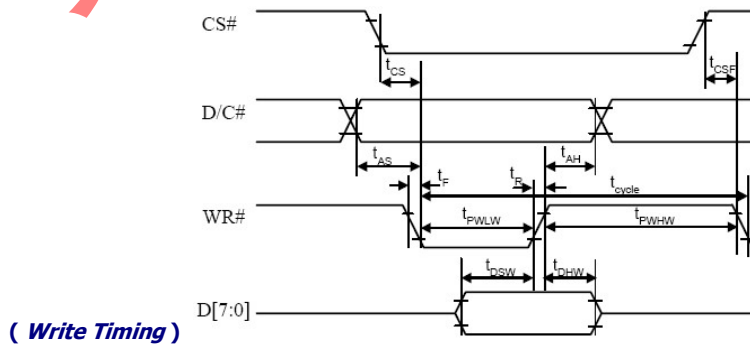 CS#
tCS
tCSF
D/C#
tAS
tAH
tF
tR
tcycle
WR#
tPWLW
tPWHW
tDSW
tDHW
D[7:0]
( Write Timing )